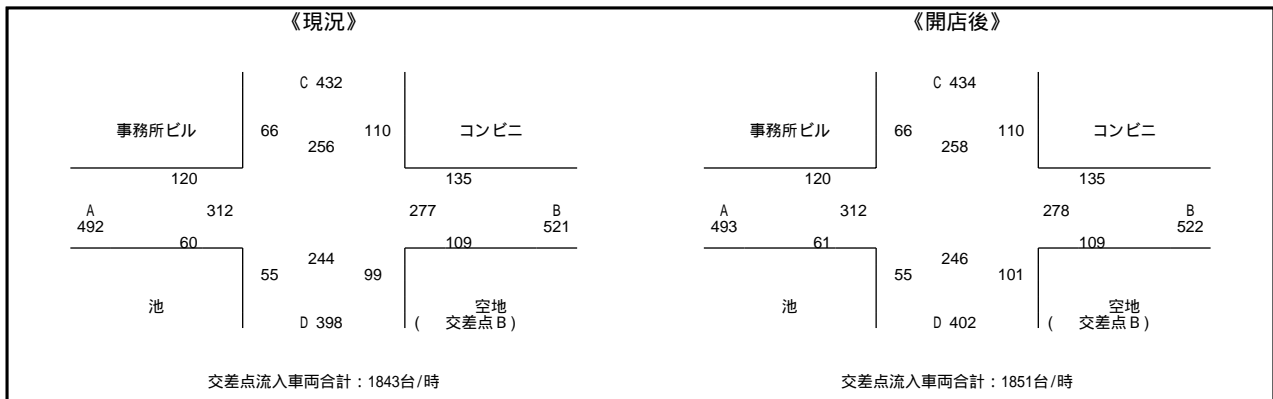 《現況》
C 432
事務所ビル 66 110 コンビニ
256
120 135
A 312 277 B
492 521
60 109
244
55 99
池 空地
D 398 ( 交差点B)
交差点流入車両合計：1843台/時
《開店後》
C 434
事務所ビル 66 110 コンビニ
258
120 135
A 312 278 B
493 522
61 109
246
55 101
池 空地
D 402 ( 交差点B)
交差点流入車両合計：1851台/時